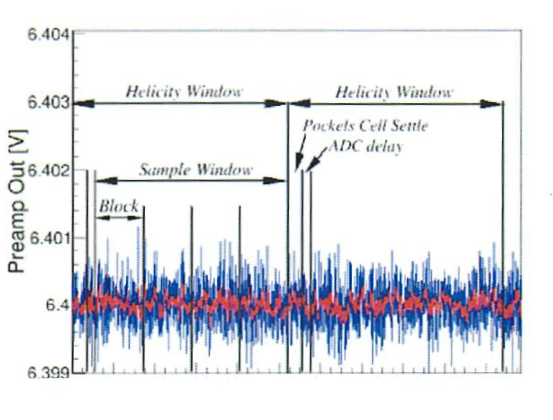 6.404
Helicity Window Helicity Window
6.403
Pockels Cell Settle
ADC delay
6.402
Sample Window
Block
6.401
6.4
6.399
Preamp Out [V]